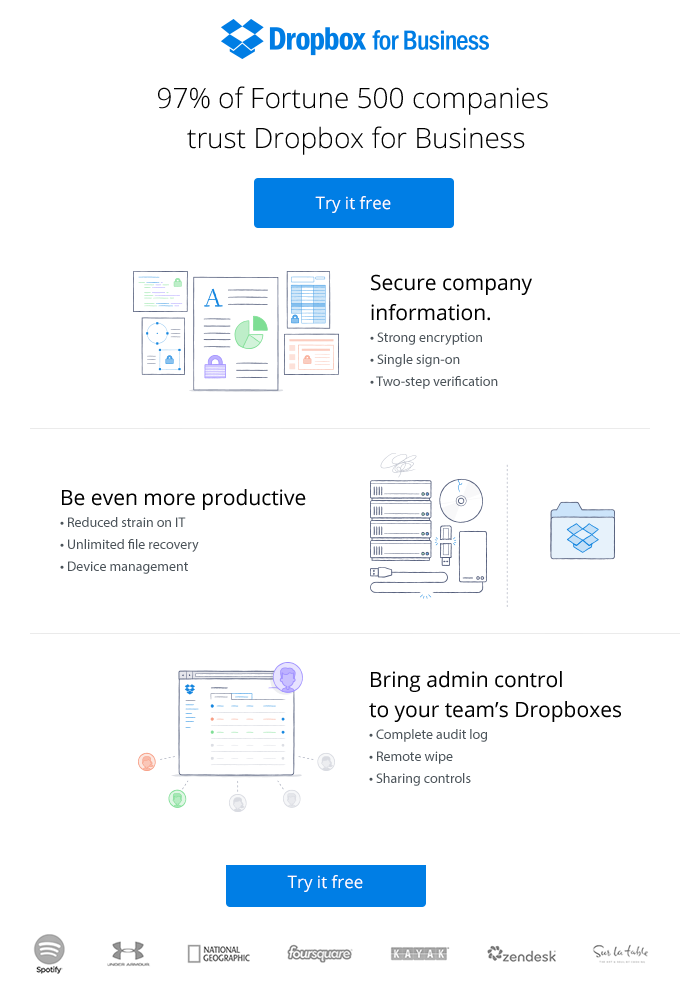 Dropbox for Business
97% of Fortune 500 companies
trust Dropbox for Business
Try it free
A
Secure company
information.
• Strong encryption
• Single sign-on
• Two-step verification
Be even more productive
• Reduced strain on IT
• Unlimited file recovery
• Device management
Bring admin control
to your team’s Dropboxes
• Complete audit log
• Remote wipe
• Sharing controls
Try it free
Spotify
UNDER ARMOUR
NATIONAL
GEOGRAPHIC
foursquare
KAYAK
zendesk
Sur la table